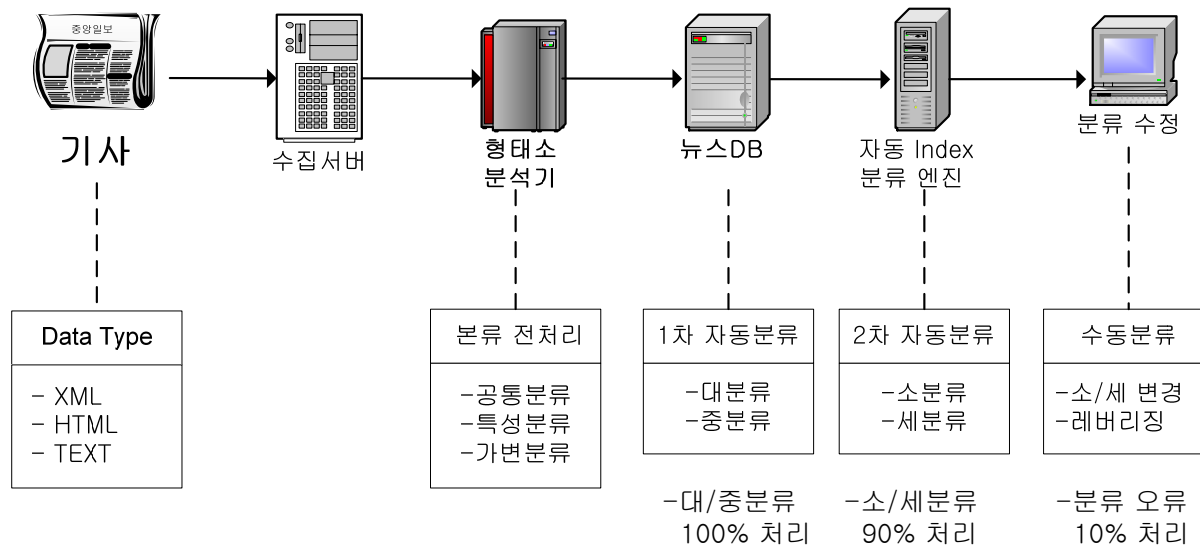 중앙일보
기사
수집서버
형태소
분석기
뉴스DB
자동 Index
분류 엔진
분류 수정
Data Type
- XML
- HTML
- TEXT
본류 전처리
-공통분류
-특성분류
-가변분류
1차 자동분류
-대분류
-중분류
2차 자동분류
-소분류
-세분류
수동분류
-소/세 변경
-레버리징
-대/중분류
100% 처리
-소/세분류
90% 처리
-분류 오류
10% 처리